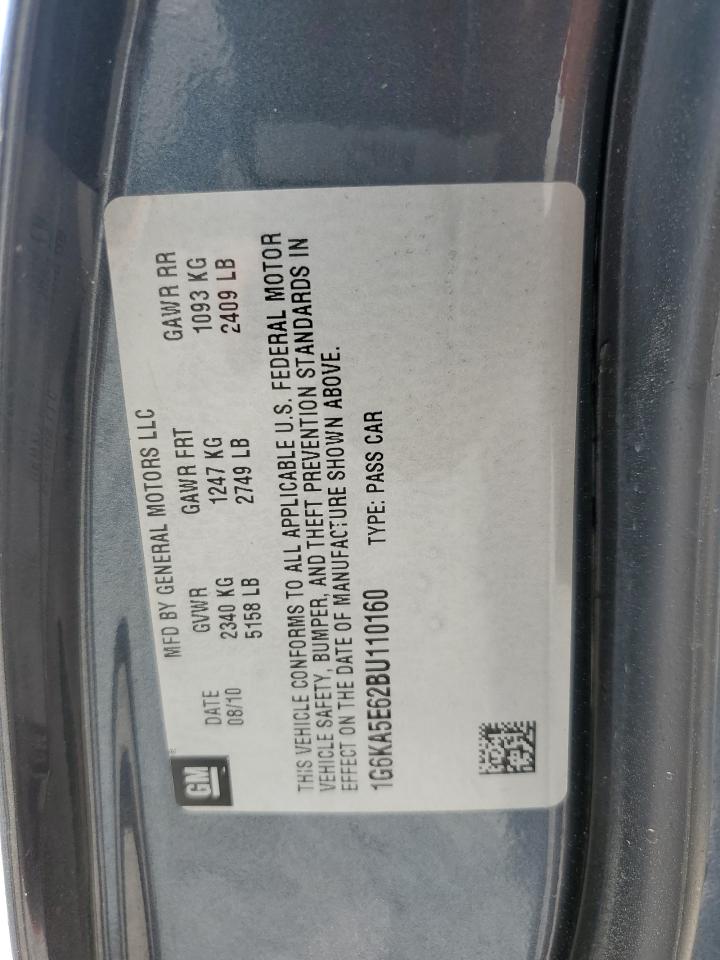 GM®
MFD BY GENERAL MOTORS LLC
DATE GVWR GAWR FRT GAWR RR
08/10 2340 KG 1247 KG 1093 KG
5158 LB 2749 LB 2409 LB
THIS VEHICLE CONFORMS TO ALL APPLICABLE U.S. FEDERAL MOTOR
VEHICLE SAFETY, BUMPER, AND THEFT PREVENTION STANDARDS IN
EFFECT ON THE DATE OF MANUFACTURE SHOWN ABOVE.
1G6KA5E62BU110160 TYPE: PASS CAR